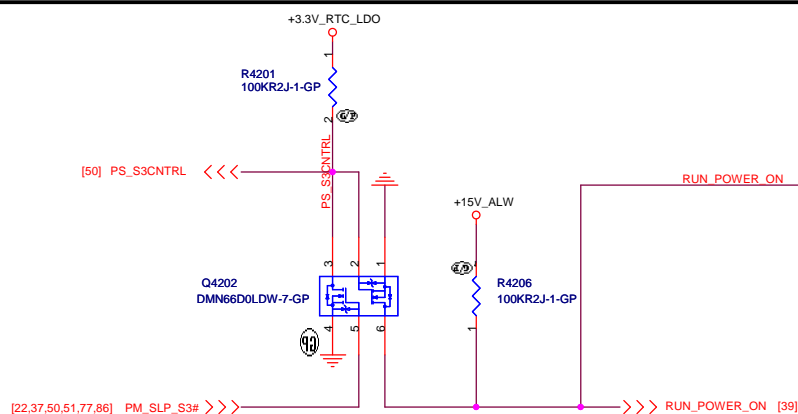 +3.3V_RTC_LDO
1
R4201
100KR2J-1-GP
2
[50] PS_S3CNTRL
PS_S3CNTRL
RUN_POWER_ON
+15V_ALW
3 2 1
Q4202
DMN66D0LDW-7-GP
R4206
100KR2J-1-GP
4 5 6
1
GP
[22,37,50,51,77,86] PM_SLP_S3#
RUN_POWER_ON [39]